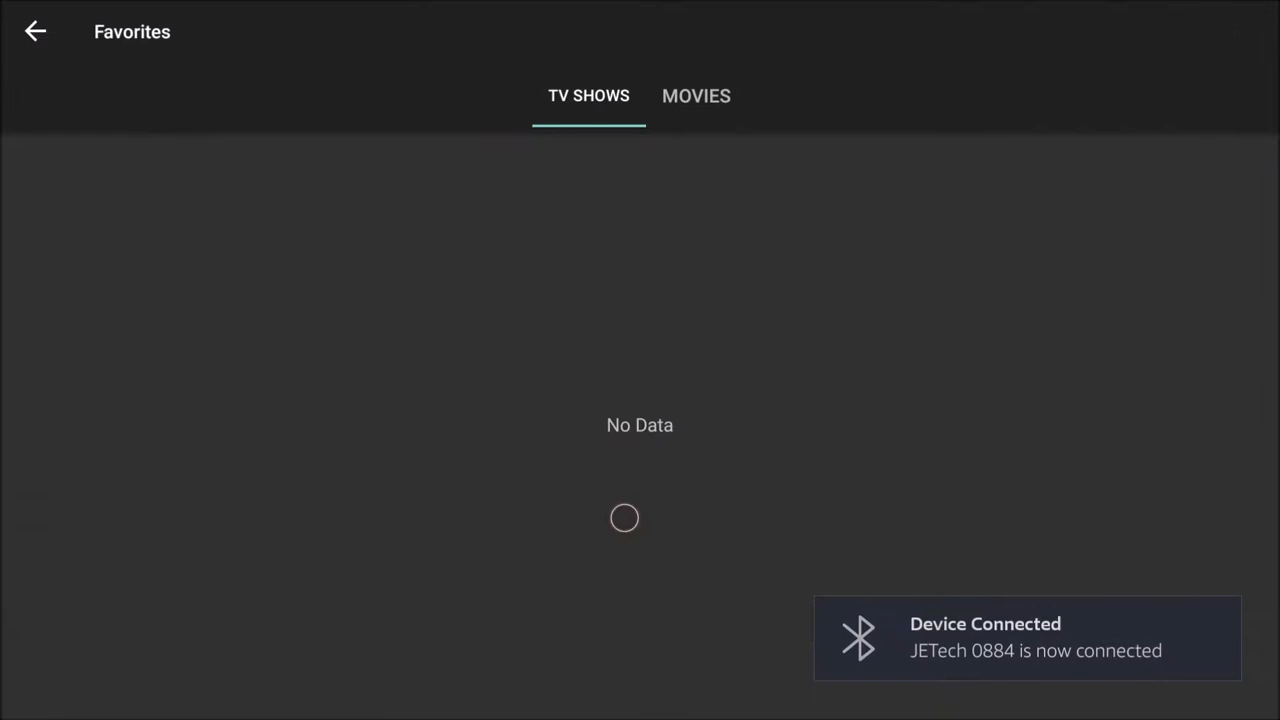 Favorites
TV SHOWS
MOVIES
No Data
Device Connected
JETech 0884 is now connected